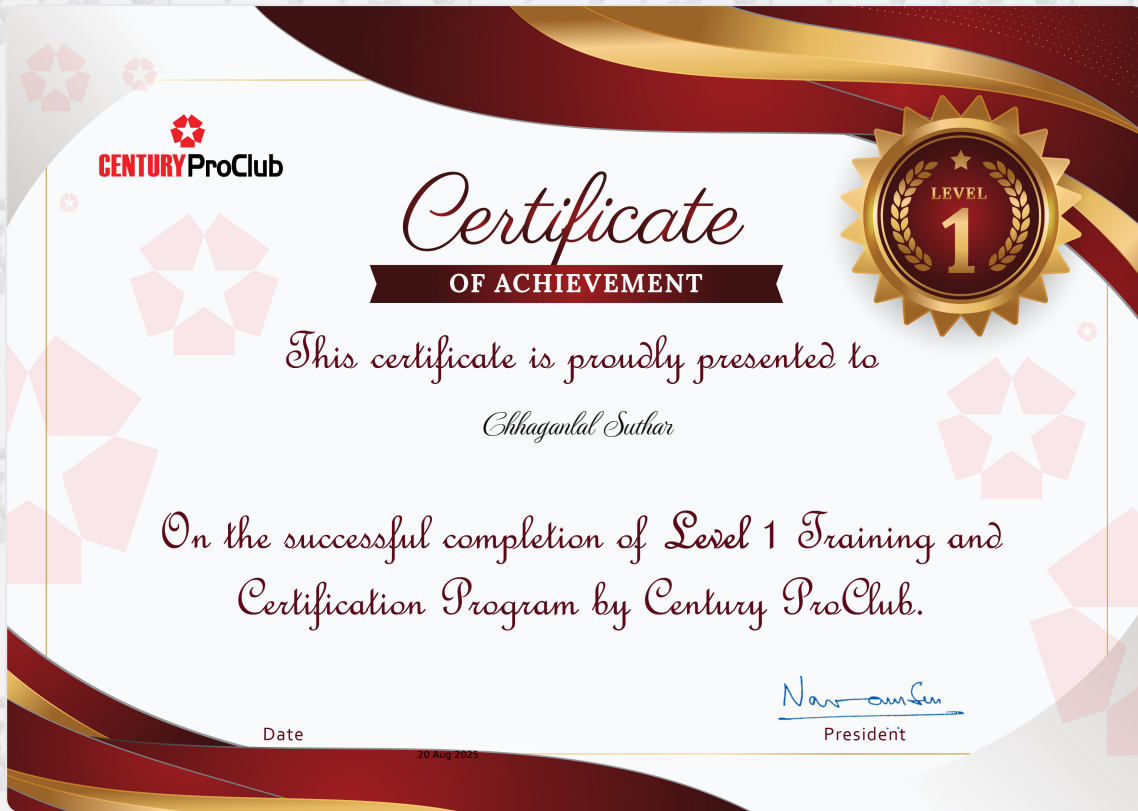 CENTURY ProClub
LEVEL
1
Certificate
OF ACHIEVEMENT
This certificate is proudly presented to
Chhaganlal Suthar
On the successful completion of Level 1 Training and
Certification Program by Century ProClub.
Date
20 Aug 2025
President